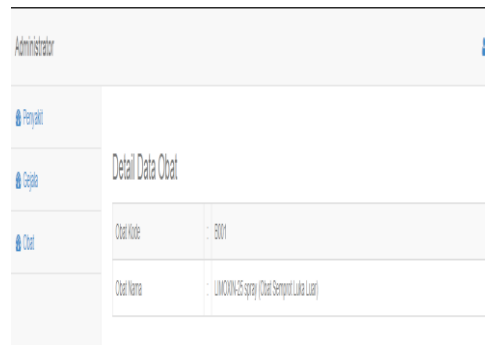 Administrator
Penyakit
Gejala
Obat
Detail Data Obat
Obat Kode : B001
Obat Nama : LIMOXIN-25 spray (Obat Semprot Luka Luar)